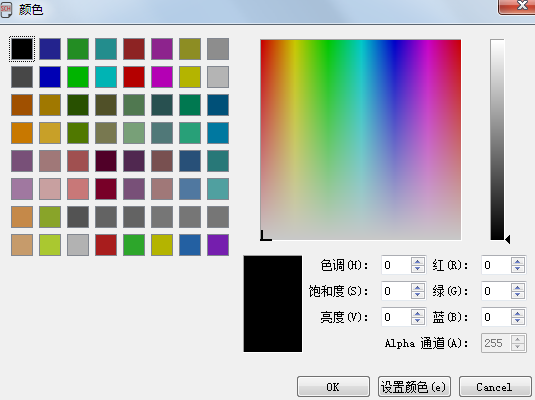 颜色
色调(H): 0 红(R): 0
饱和度(S): 0 绿(G): 0
亮度(V): 0 蓝(B): 0
Alpha 通道(A): 255
OK 设置颜色(e) Cancel